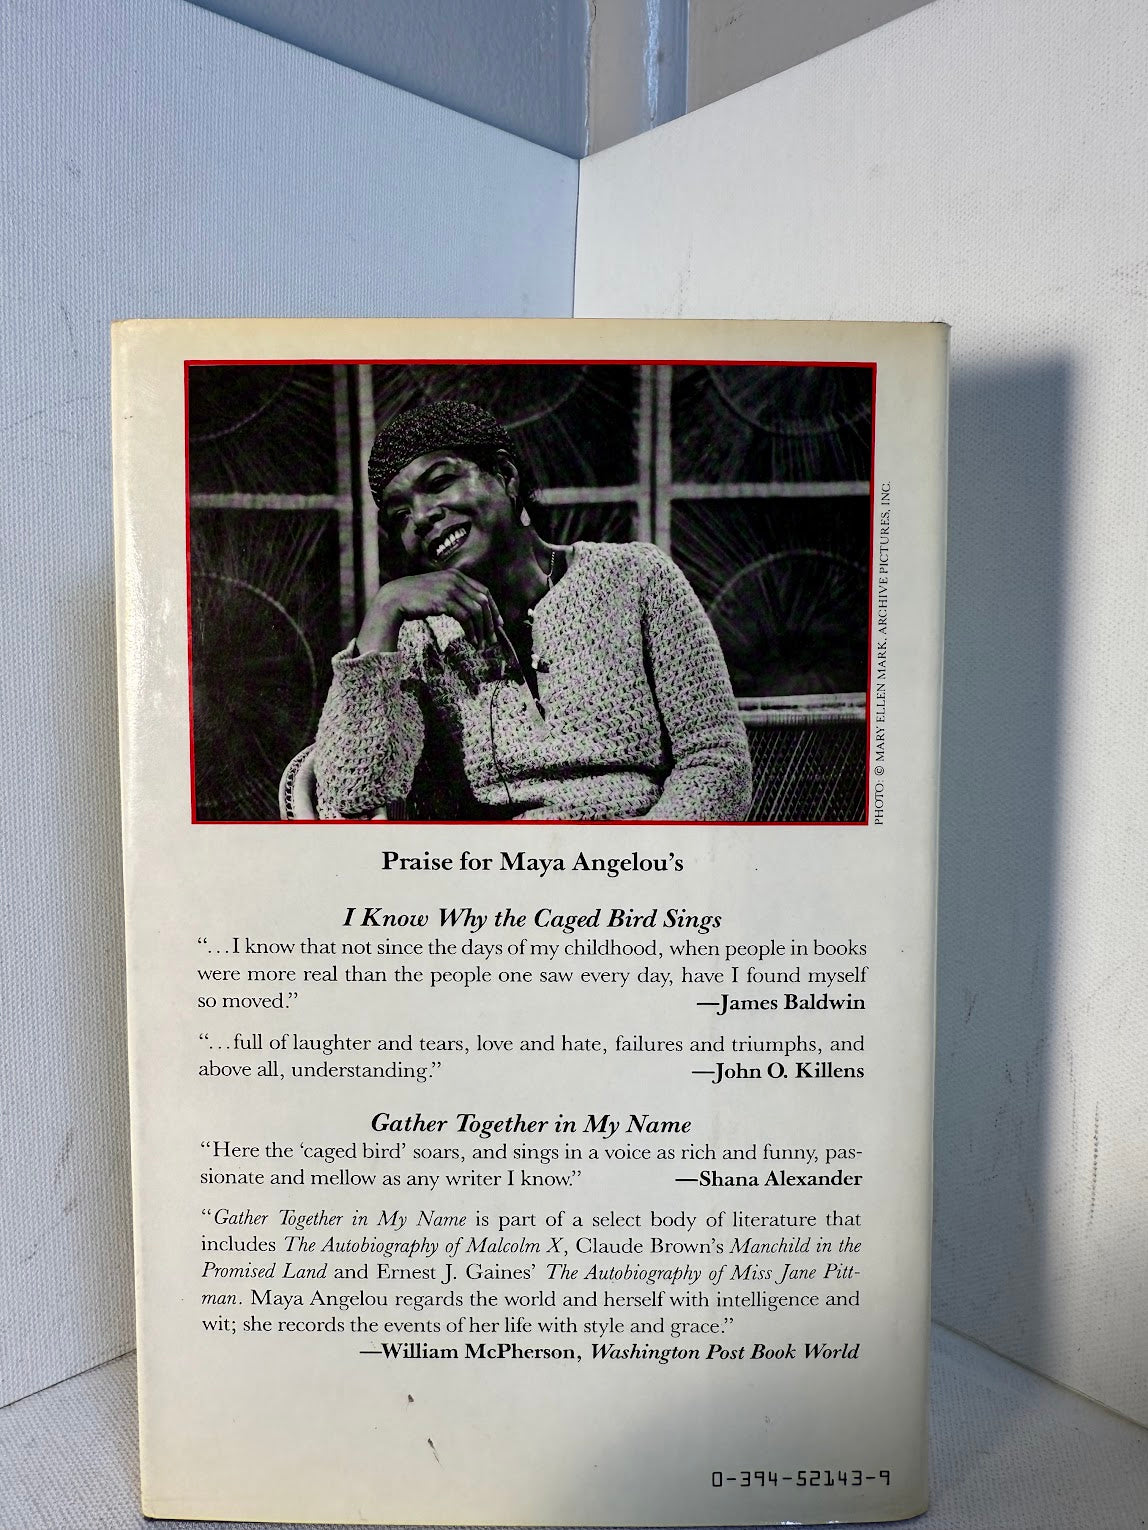 PHOTO: © MARY ELLEN MARK, ARCHIVE PICTURES, INC.
Praise for Maya Angelou's
I Know Why the Caged Bird Sings
“...I know that not since the days of my childhood, when people in books
were more real than the people one saw every day, have I found myself
so moved.” —James Baldwin
“...full of laughter and tears, love and hate, failures and triumphs, and
above all, understanding.” —John O. Killens
Gather Together in My Name
“Here the ‘caged bird’ soars, and sings in a voice as rich and funny, pas-
sionate and mellow as any writer I know.” —Shana Alexander
“Gather Together in My Name is part of a select body of literature that
includes The Autobiography of Malcolm X, Claude Brown’s Manchild in the
Promised Land and Ernest J. Gaines’ The Autobiography of Miss Jane Pitt-
man. Maya Angelou regards the world and herself with intelligence and
wit; she records the events of her life with style and grace.”
—William McPherson, Washington Post Book World
0-394-52143-9